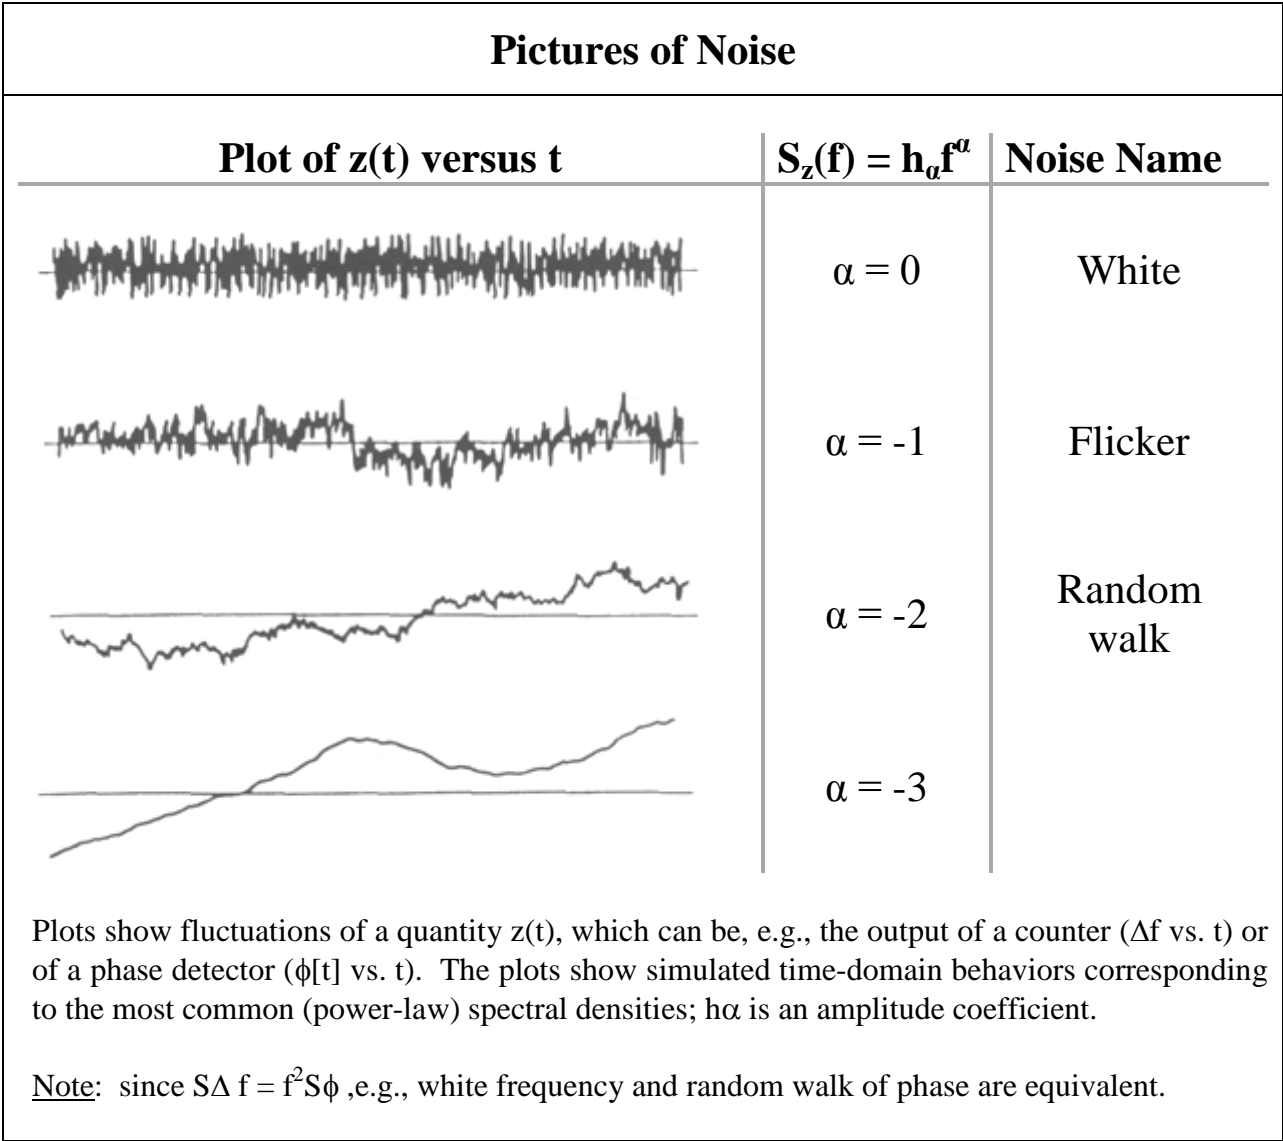 Pictures of Noise
Plot of z(t) versus t  S_z(f) = h_αf^α  Noise Name
α = 0  White
α = -1  Flicker
α = -2  Random
walk
α = -3
Plots show fluctuations of a quantity z(t), which can be, e.g., the output of a counter (Δf vs. t) or
of a phase detector (ϕ[t] vs. t).  The plots show simulated time-domain behaviors corresponding
to the most common (power-law) spectral densities; hα is an amplitude coefficient.
Note:  since SΔ f = f²Sϕ ,e.g., white frequency and random walk of phase are equivalent.